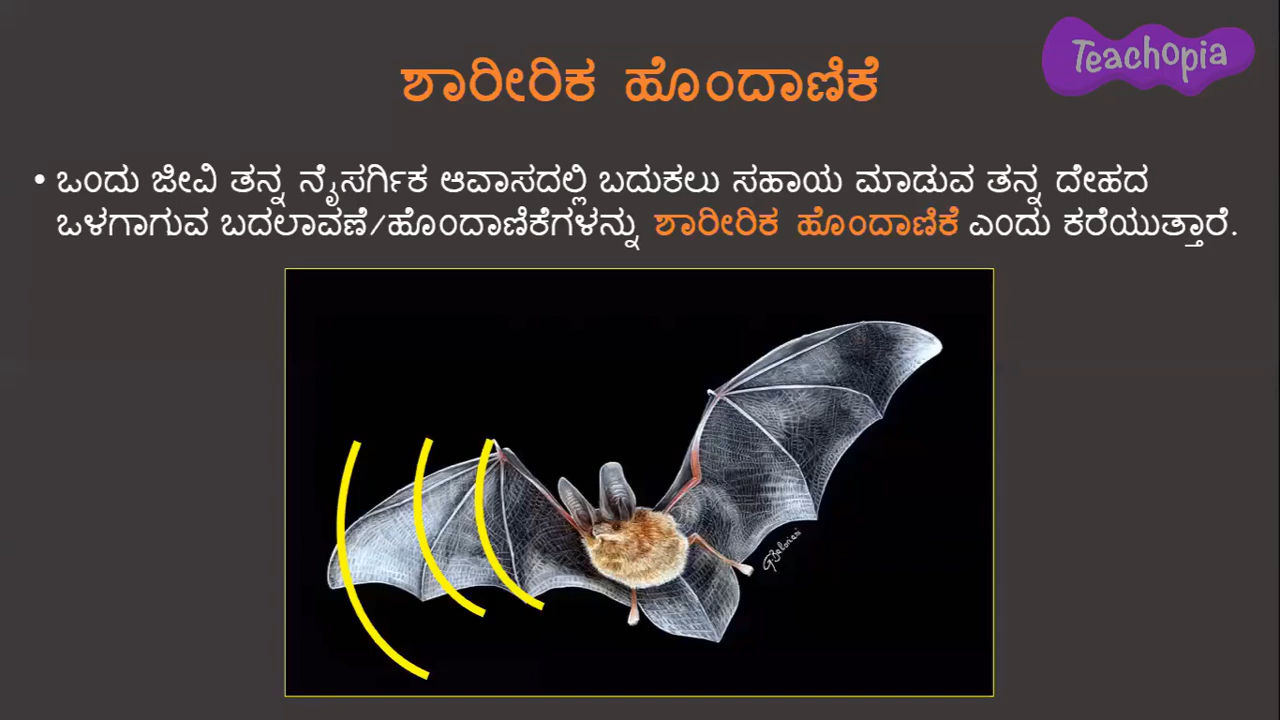 Teachopia
ಶಾರೀರಿಕ ಹೊಂದಾಣಿಕೆ
• ಒಂದು ಜೀವಿ ತನ್ನ ನೈಸರ್ಗಿಕ ಆವಾಸದಲ್ಲಿ ಬದುಕಲು ಸಹಾಯ ಮಾಡುವ ತನ್ನ ದೇಹದ
ಒಳಗಾಗುವ ಬದಲಾವಣೆ/ಹೊಂದಾಣಿಕೆಗಳನ್ನು ಶಾರೀರಿಕ ಹೊಂದಾಣಿಕೆ ಎಂದು ಕರೆಯುತ್ತಾರೆ.